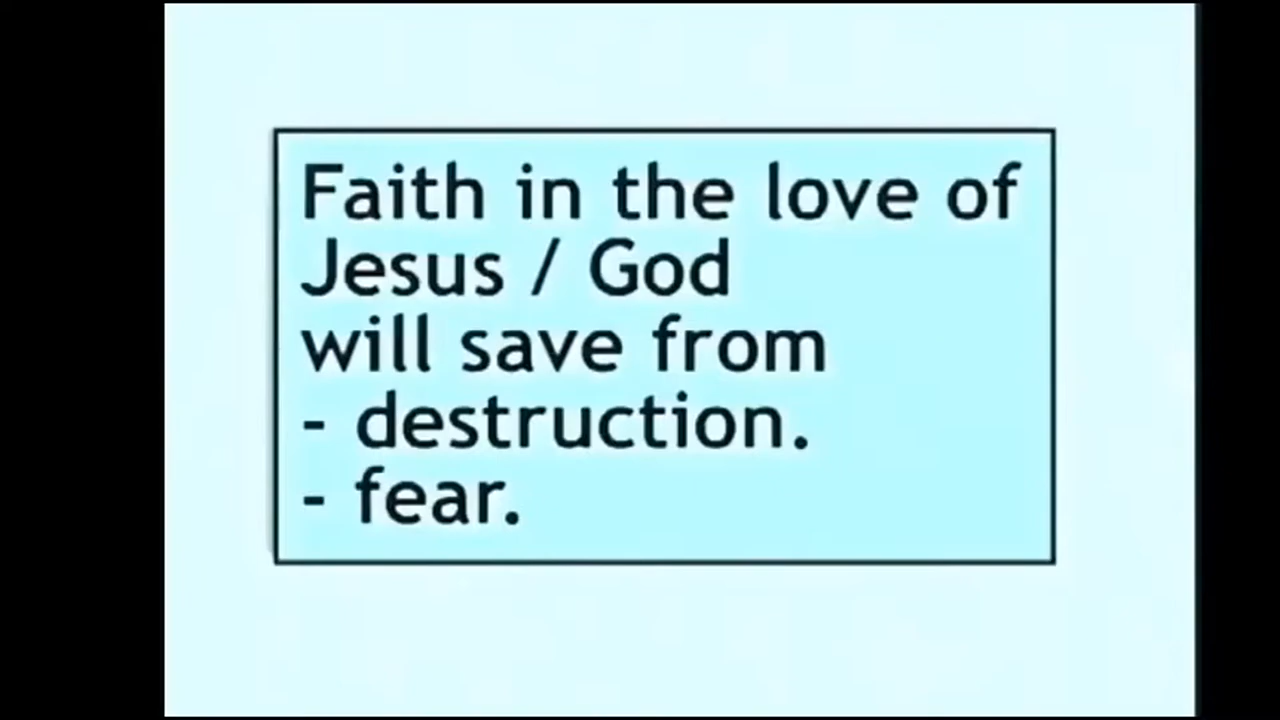 Faith in the love of
Jesus / God
will save from
- destruction.
- fear.